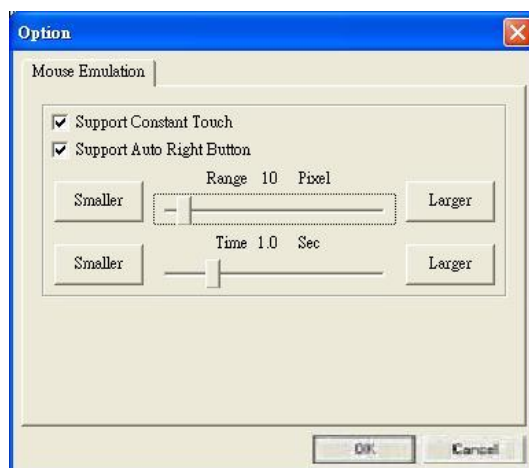 Option
Mouse Emulation
Support Constant Touch
Support Auto Right Button
Range 10 Pixel
Smaller
Larger
Time 1.0 Sec
Smaller
Larger
OK
Cancel